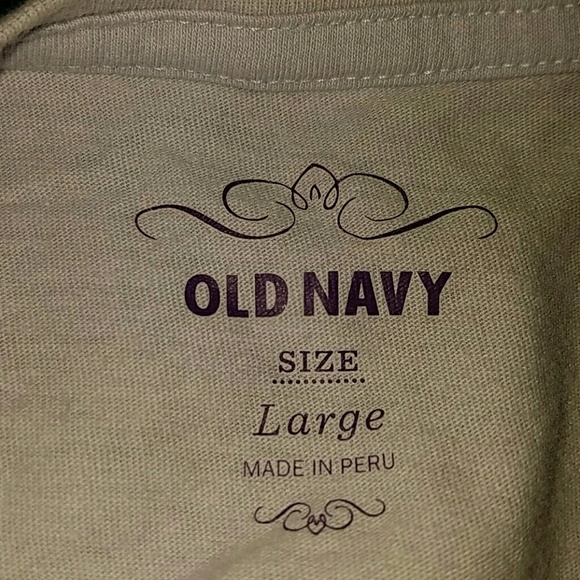 OLD NAVY
SIZE
Large
MADE IN PERU